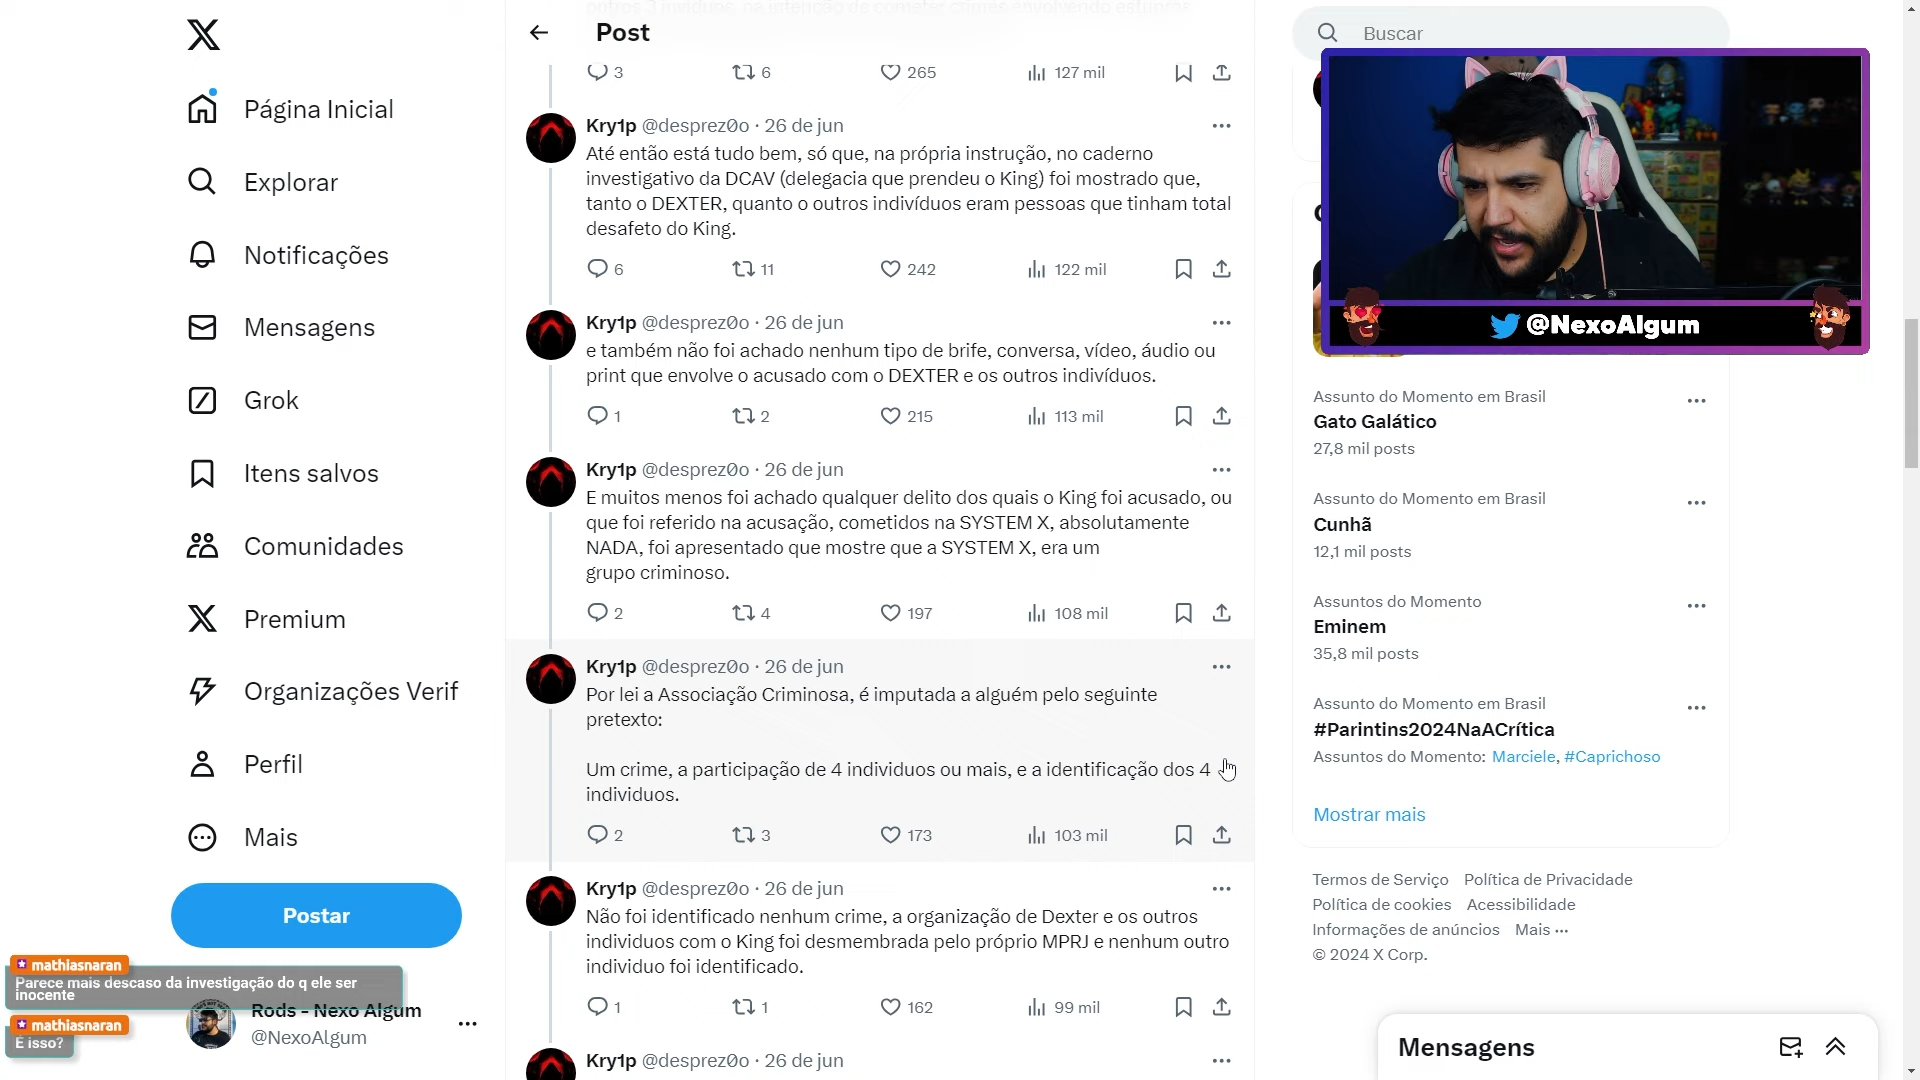 Página Inicial
Explorar
Notificações
Mensagens
Grok
Itens salvos
Comunidades
Premium
Organizações Verif
Perfil
Mais
Postar
mathiasnaran
Parece mais descaso da investigação do q ele ser
inocente
mathiasnaran
É isso?
Rods - Nexo Algum
@NexoAlgum
Post
3 6 265 127 mil
Kry1p @desprez0o · 26 de jun
Até então está tudo bem, só que, na própria instrução, no caderno
investigativo da DCAV (delegacia que prendeu o King) foi mostrado que,
tanto o DEXTER, quanto o outros indivíduos eram pessoas que tinham total
desafeto do King.
6 11 242 122 mil
Kry1p @desprez0o · 26 de jun
e também não foi achado nenhum tipo de brife, conversa, vídeo, áudio ou
print que envolve o acusado com o DEXTER e os outros indivíduos.
1 2 215 113 mil
Kry1p @desprez0o · 26 de jun
E muitos menos foi achado qualquer delito dos quais o King foi acusado, ou
que foi referido na acusação, cometidos na SYSTEM X, absolutamente
NADA, foi apresentado que mostre que a SYSTEM X, era um
grupo criminoso.
2 4 197 108 mil
Kry1p @desprez0o · 26 de jun
Por lei a Associação Criminosa, é imputada a alguém pelo seguinte
pretexto:
Um crime, a participação de 4 individuos ou mais, e a identificação dos 4
individuos.
2 3 173 103 mil
Kry1p @desprez0o · 26 de jun
Não foi identificado nenhum crime, a organização de Dexter e os outros
individuos com o King foi desmembrada pelo próprio MPRJ e nenhum outro
individuo foi identificado.
1 1 162 99 mil
Kry1p @desprez0o · 26 de jun
Buscar
@NexoAlgum
Assunto do Momento em Brasil
Gato Galático
27,8 mil posts
Assunto do Momento em Brasil
Cunhã
12,1 mil posts
Assuntos do Momento
Eminem
35,8 mil posts
Assunto do Momento em Brasil
#Parintins2024NaACrítica
Assuntos do Momento: Marciele, #Caprichoso
Mostrar mais
Termos de Serviço Política de Privacidade
Política de cookies Acessibilidade
Informações de anúncios Mais ···
© 2024 X Corp.
Mensagens